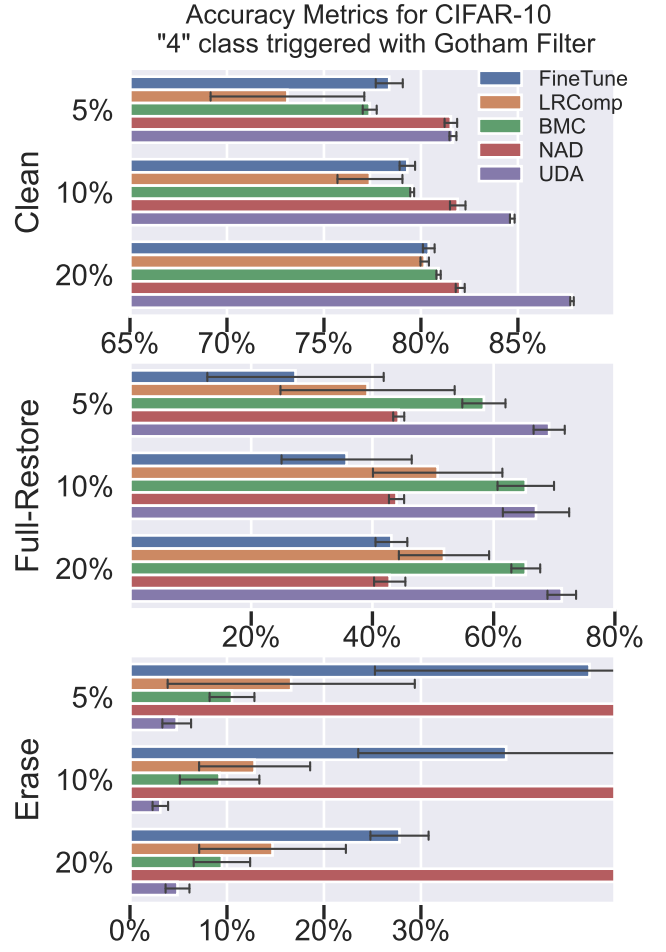 Accuracy Metrics for CIFAR-10
"4" class triggered with Gotham Filter
FineTune
LRComp
BMC
NAD
UDA
Clean
5%
10%
20%
65% 70% 75% 80% 85%
Full-Restore
5%
10%
20%
20% 40% 60% 80%
Erase
5%
10%
20%
0% 10% 20% 30%